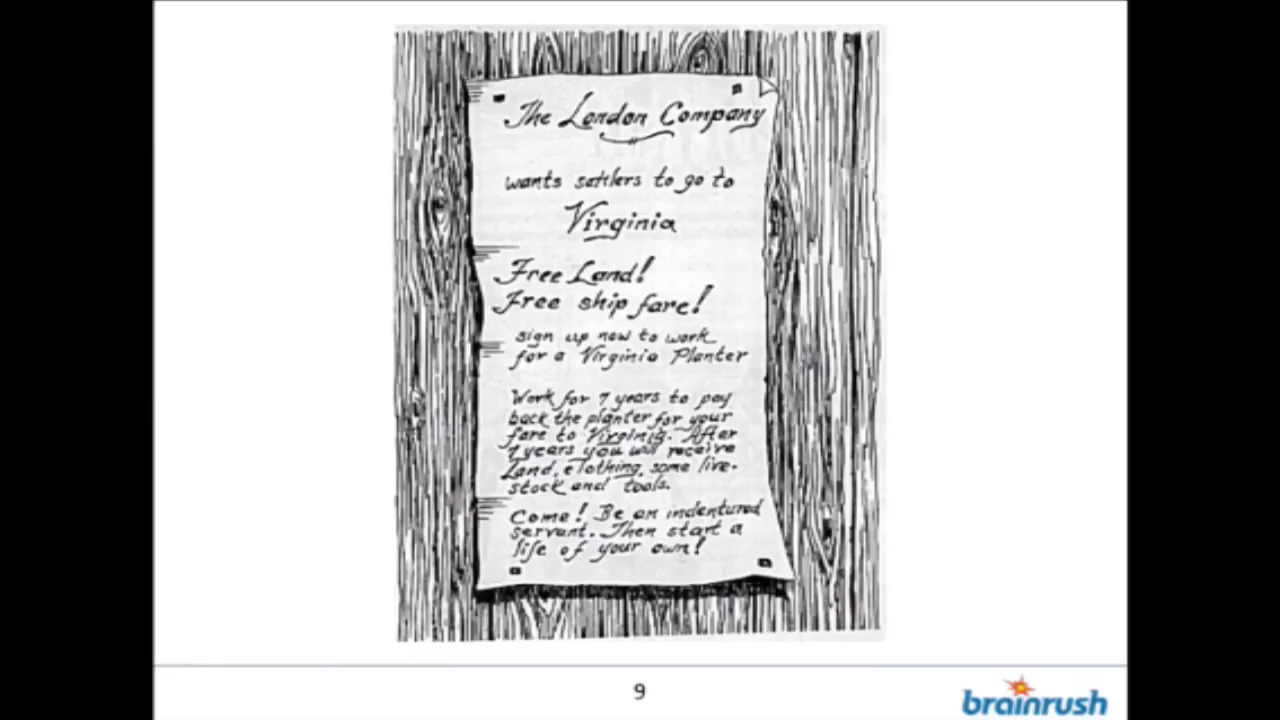 The London Company
wants settlers to go to
Virginia
Free Land!
Free ship fare!
sign up now to work
for a Virginia Planter
Work for 7 years to pay
back the planter for your
fare to Virginia. After
7 years you will receive
Land, clothing, some live-
stock and tools.
Come! Be an indentured
servant. Then start a
life of your own!
9
brainrush